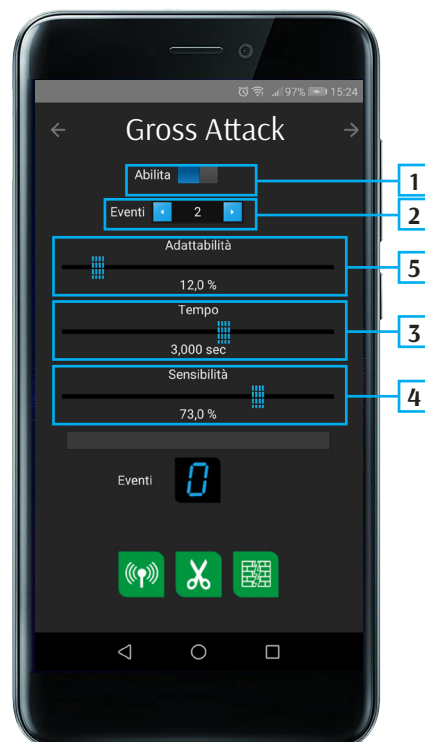 97% 15:24
Gross Attack
Abilita
1
Eventi 2
2
Adattabilità
12,0 %
5
Tempo
3,000 sec
3
Sensibilità
73,0 %
4
Eventi 0